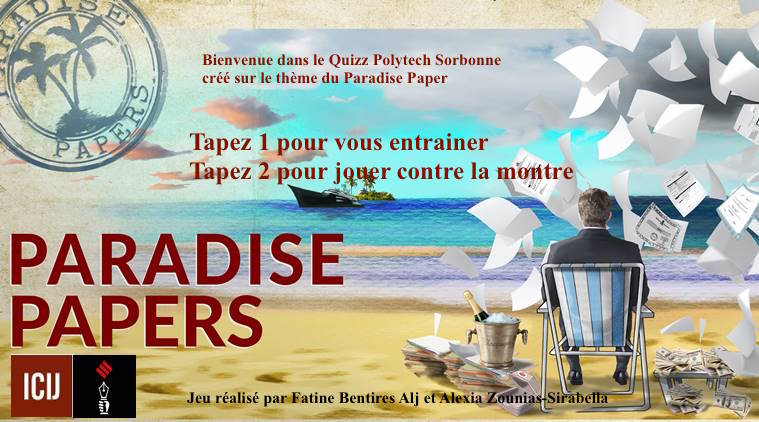 PARADISE
PAPERS
Bienvenue dans le Quizz Polytech Sorbonne
créé sur le thème du Paradise Paper
Tapez 1 pour vous entrainer
Tapez 2 pour jouer contre la montre
PARADISE
PAPERS
ICIJ
Jeu réalisé par Fatine Bentires Alj et Alexia Zounias-Sirabella